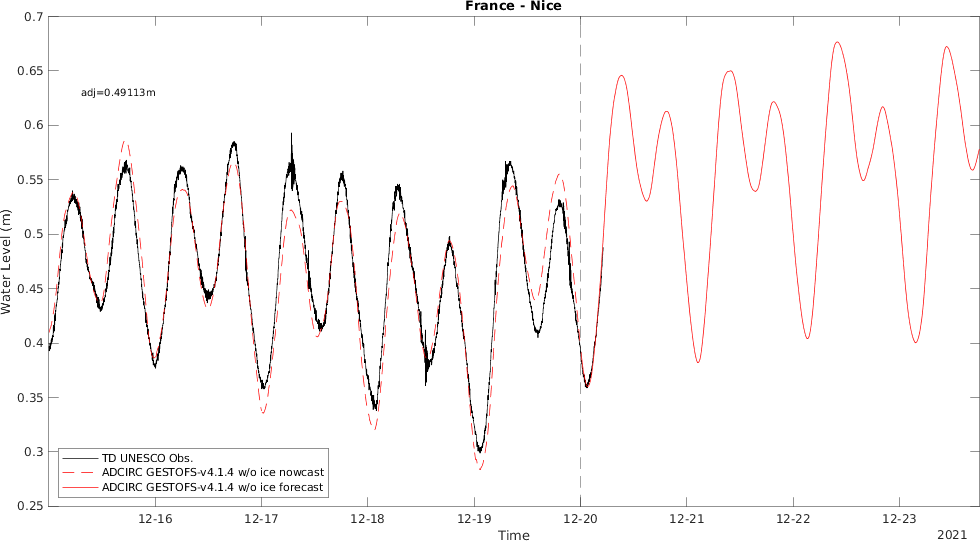 France - Nice
0.7
0.65
adj=0.49113m
0.6
0.55
0.5
Water Level (m)
0.45
0.4
0.35
0.3
0.25
TD UNESCO Obs.
ADCIRC GESTOFS-v4.1.4 w/o ice nowcast
ADCIRC GESTOFS-v4.1.4 w/o ice forecast
12-16 12-17 12-18 12-19 12-20 12-21 12-22 12-23
Time
2021